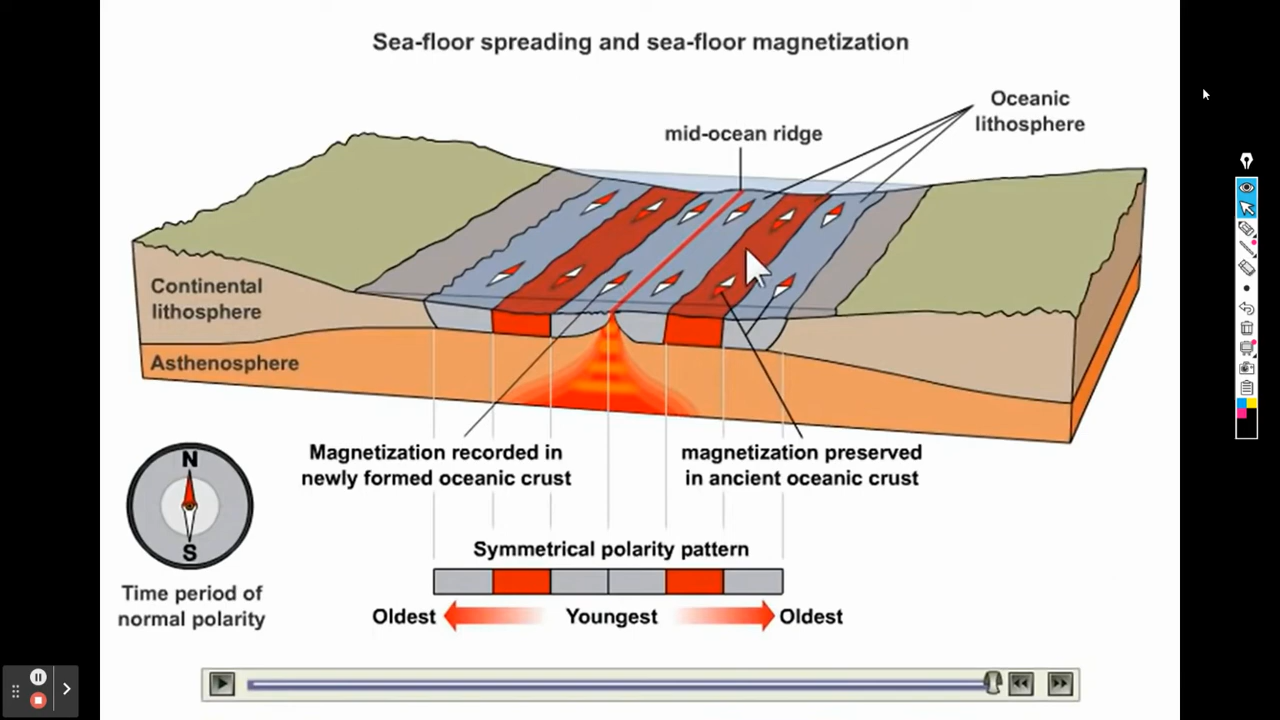 Sea-floor spreading and sea-floor magnetization
Oceanic
lithosphere
mid-ocean ridge
Continental
lithosphere
Asthenosphere
Magnetization recorded in
newly formed oceanic crust
magnetization preserved
in ancient oceanic crust
N
S
Time period of
normal polarity
Symmetrical polarity pattern
Oldest
Youngest
Oldest